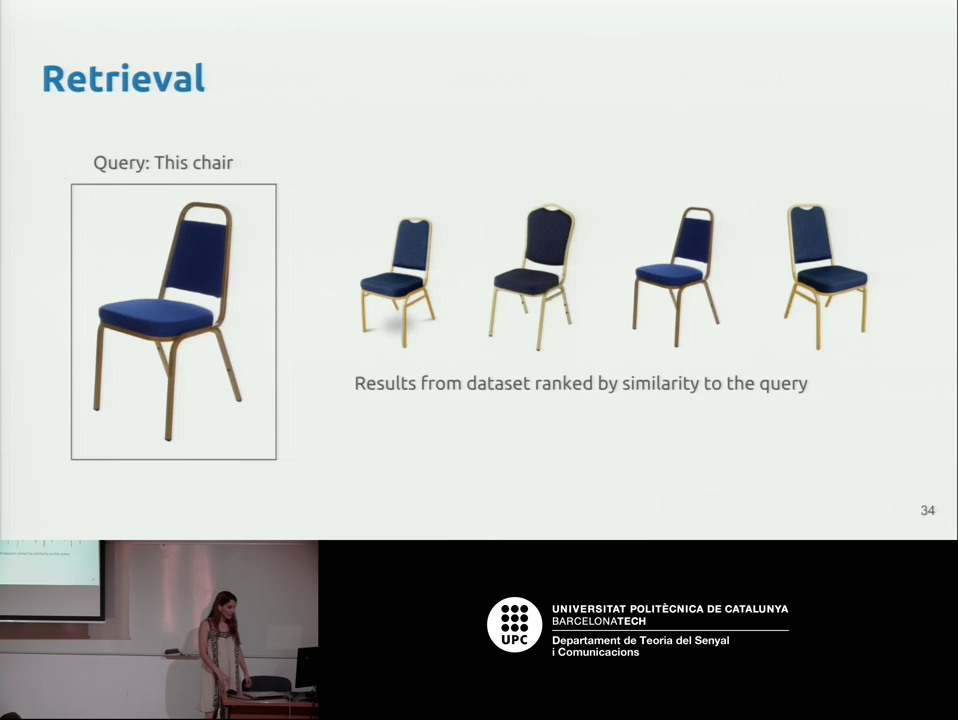 Retrieval
Query: This chair
Results from dataset ranked by similarity to the query
34
UPC
UNIVERSITAT POLITÈCNICA DE CATALUNYA
BARCELONATECH
Departament de Teoria del Senyal
i Comunicacions